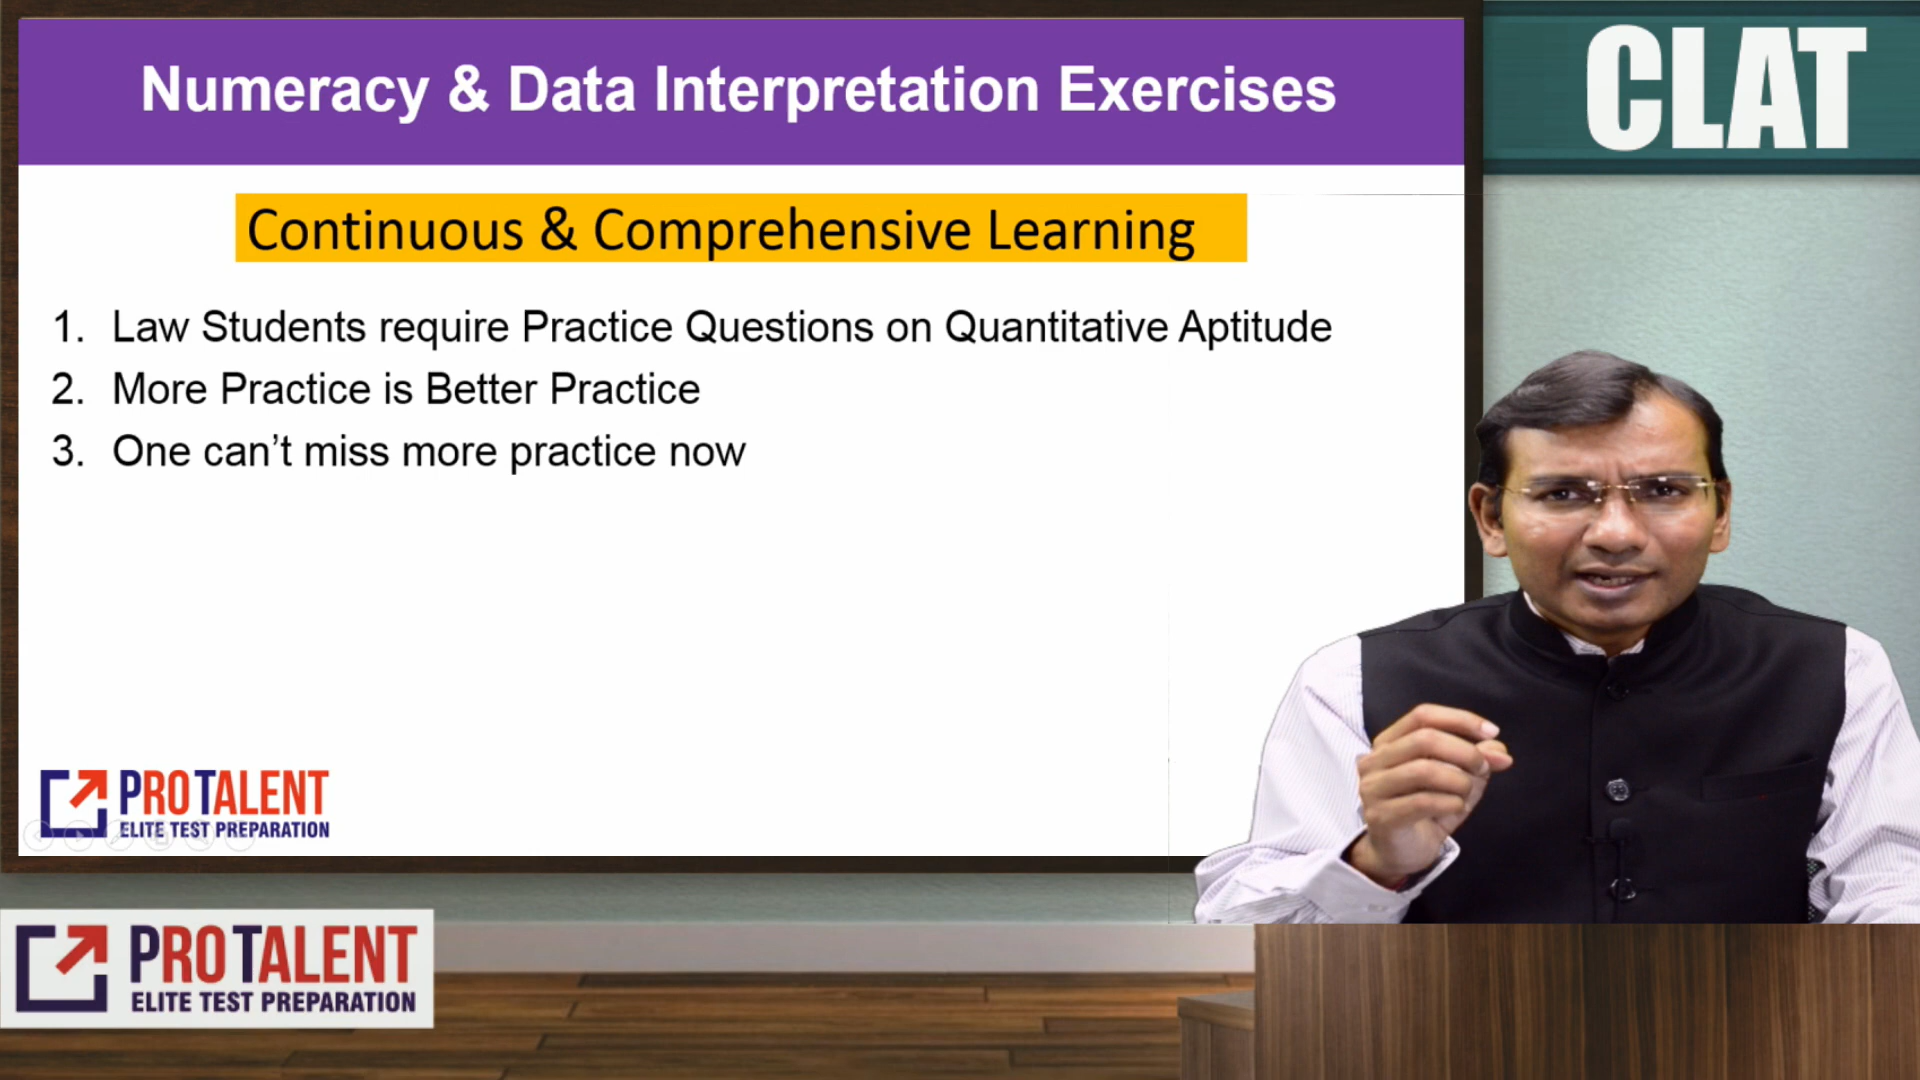 Numeracy & Data Interpretation Exercises
CLAT
Continuous & Comprehensive Learning
1. Law Students require Practice Questions on Quantitative Aptitude
2. More Practice is Better Practice
3. One can’t miss more practice now
PROTALENT
ELITE TEST PREPARATION
PROTALENT
ELITE TEST PREPARATION